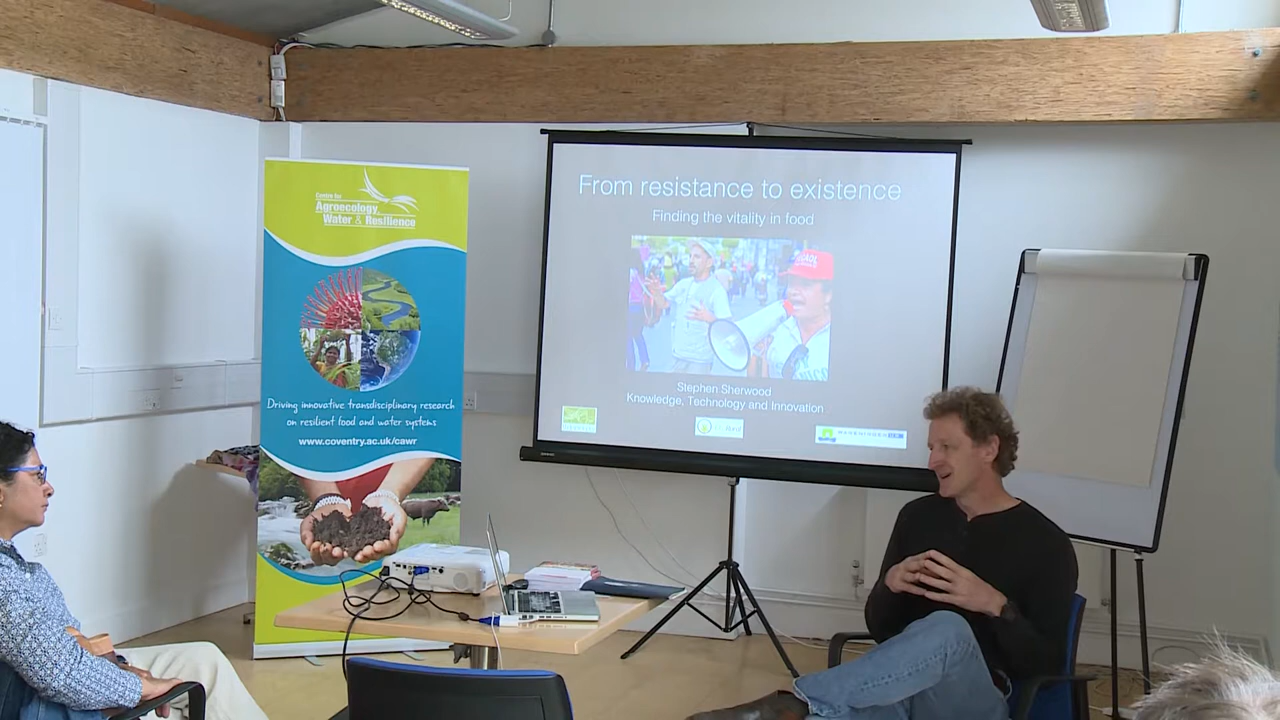 Centre for
Agroecology
Water & Resilience
Driving innovative transdisciplinary research
on resilient food and water systems
www.coventry.ac.uk/cawr
From resistance to existence
Finding the vitality in food
Stephen Sherwood
Knowledge, Technology and Innovation